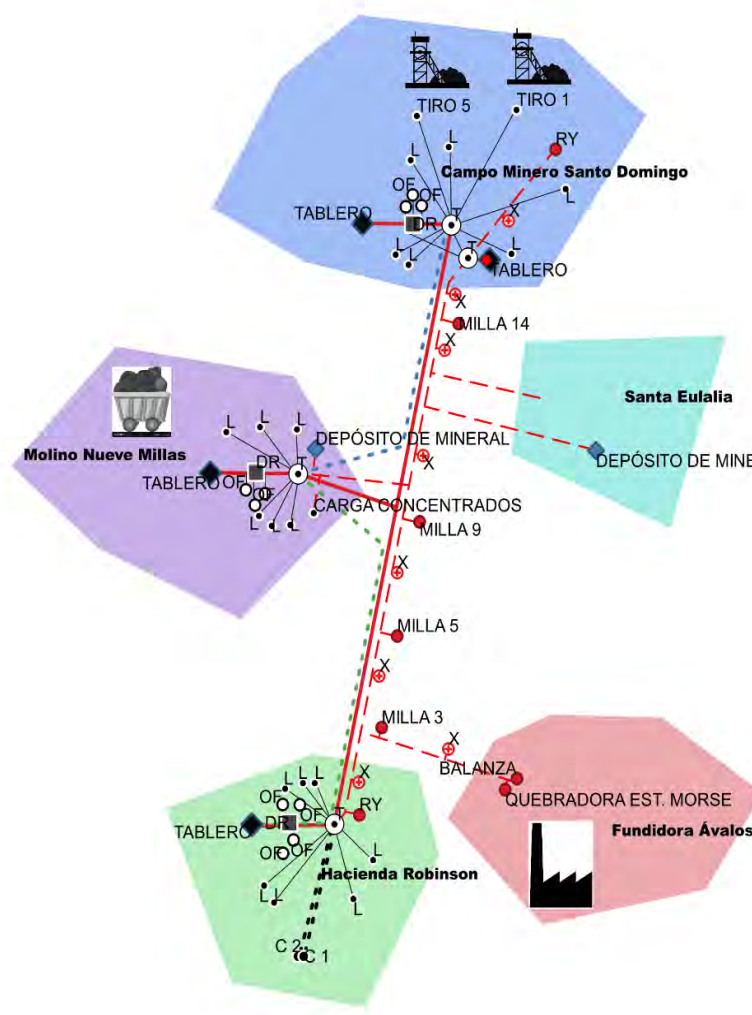 TIRO 5
TIRO 1
RY
L
L
Campo Minero Santo Domingo
OF
OF
L
TABLERO
DR
T
X
T
L
L
L
TABLERO
X
MILLA 14
X
Santa Eulalia
L
L
L
DEPÓSITO DE MINERAL
Molino Nueve Millas
X
DEPÓSITO DE MINE
DR
T
TABLERO
OF
OF
CARGA CONCENTRADOS
L
L
L
MILLA 9
X
MILLA 5
X
MILLA 3
X
BALANZA
L
L
L
X
QUEBRADORA EST. MORSE
OF
OF
RY
TABLERO
DR
T
Fundidora Ávalos
OF
OF
L
Hacienda Robinson
L
L
L
C 2
C 1